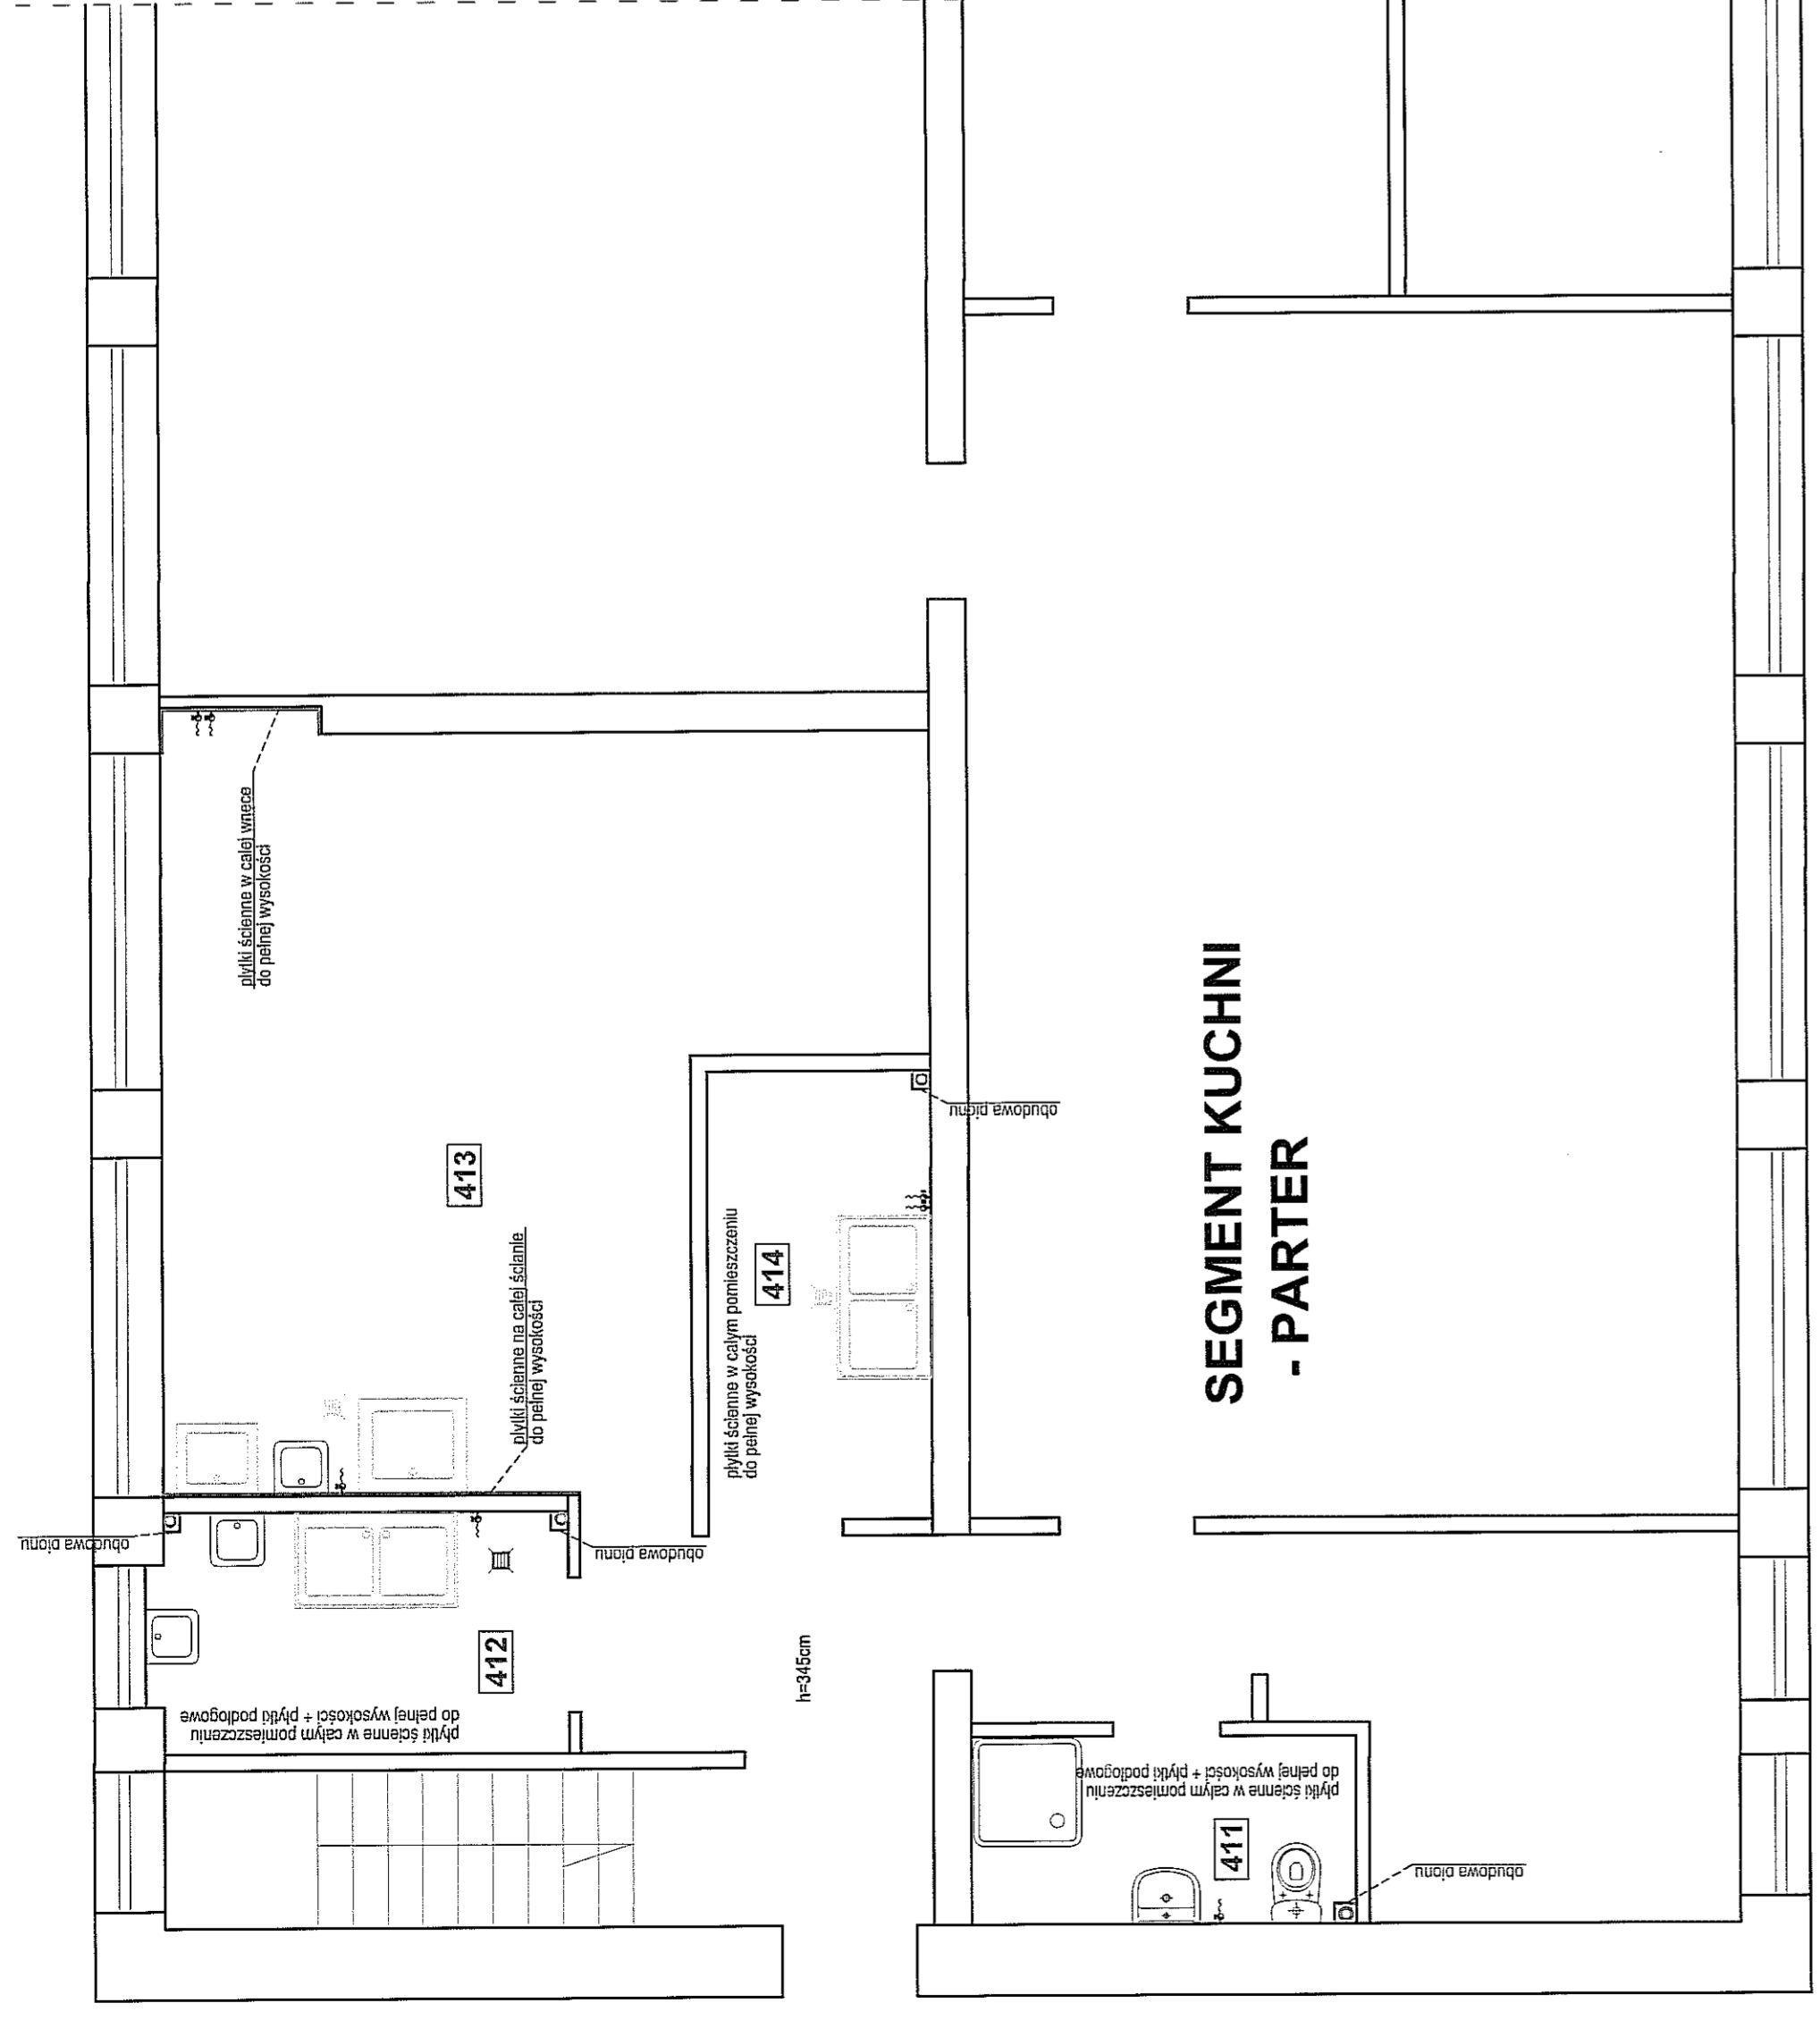 płytki ścienne w całej wnęce
do pełnej wysokości
413
płytki ścienne na całej ścianie
do pełnej wysokości
obudowa pionu
obudowa pionu
412
płytki ścienne w całym pomieszczeniu
do pełnej wysokości + płytki podłogowe
płytki ścienne w całym pomieszczeniu
do pełnej wysokości
414
obudowa pionu
h=345cm
SEGMENT KUCHNI
- PARTER
płytki ścienne w całym pomieszczeniu
do pełnej wysokości + płytki podłogowe
411
obudowa pionu